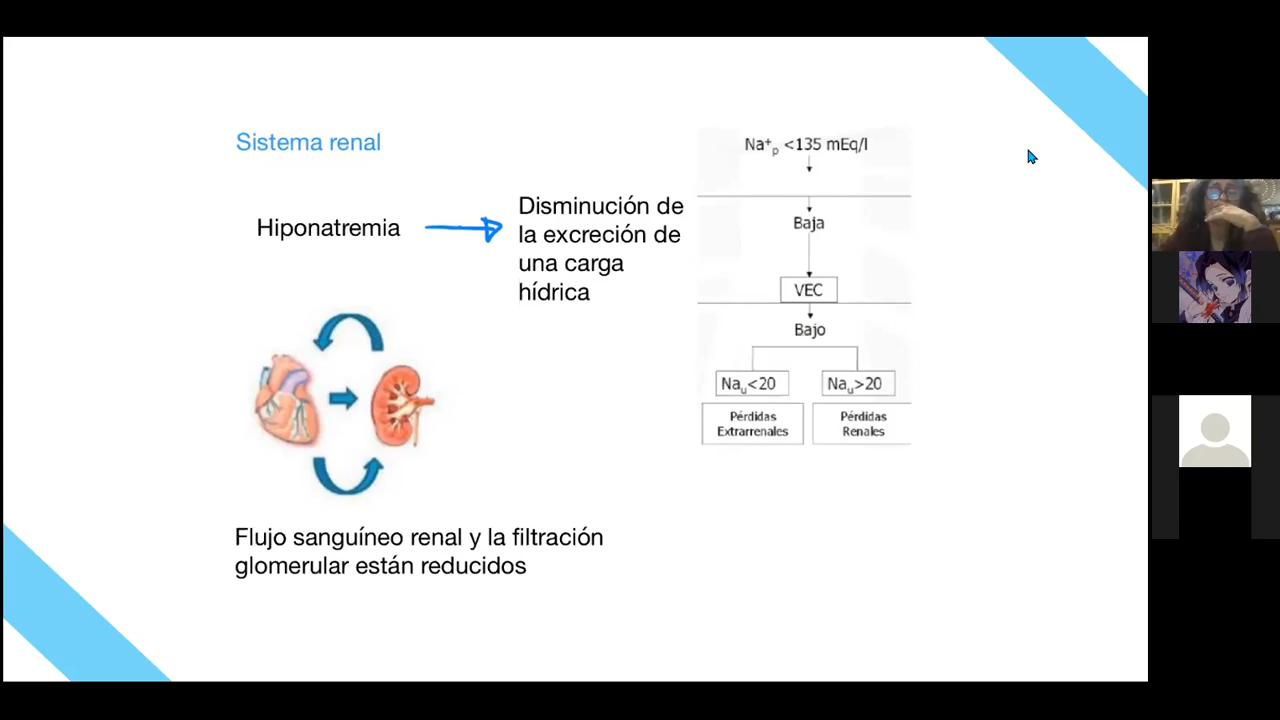 Sistema renal
Hiponatremia
Disminución de
la excreción de
una carga
hídrica
Flujo sanguíneo renal y la filtración
glomerular están reducidos
Na⁺p <135 mEq/l
Baja
VEC
Bajo
Nau<20
Nau>20
Pérdidas
Extrarrenales
Pérdidas
Renales